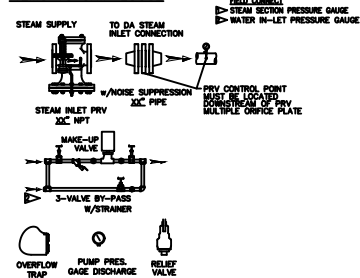 FIELD CONNECT
STEAM SECTION PRESSURE GAUGE
WATER IN-LET PRESSURE GAUGE
STEAM SUPPLY
TO DA STEAM
INLET CONNECTION
w/NOISE SUPPRESSION
XX" PIPE
STEAM INLET PRV
XX" NPT
PRV CONTROL POINT
MUST BE LOCATED
DOWNSTREAM OF PRV
MULTIPLE ORIFICE PLATE
MAKE-UP
VALVE
3-VALVE BY-PASS
W/STRAINER
OVERFLOW
TRAP
PUMP PRES.
GAGE DISCHARGE
RELIEF
VALVE